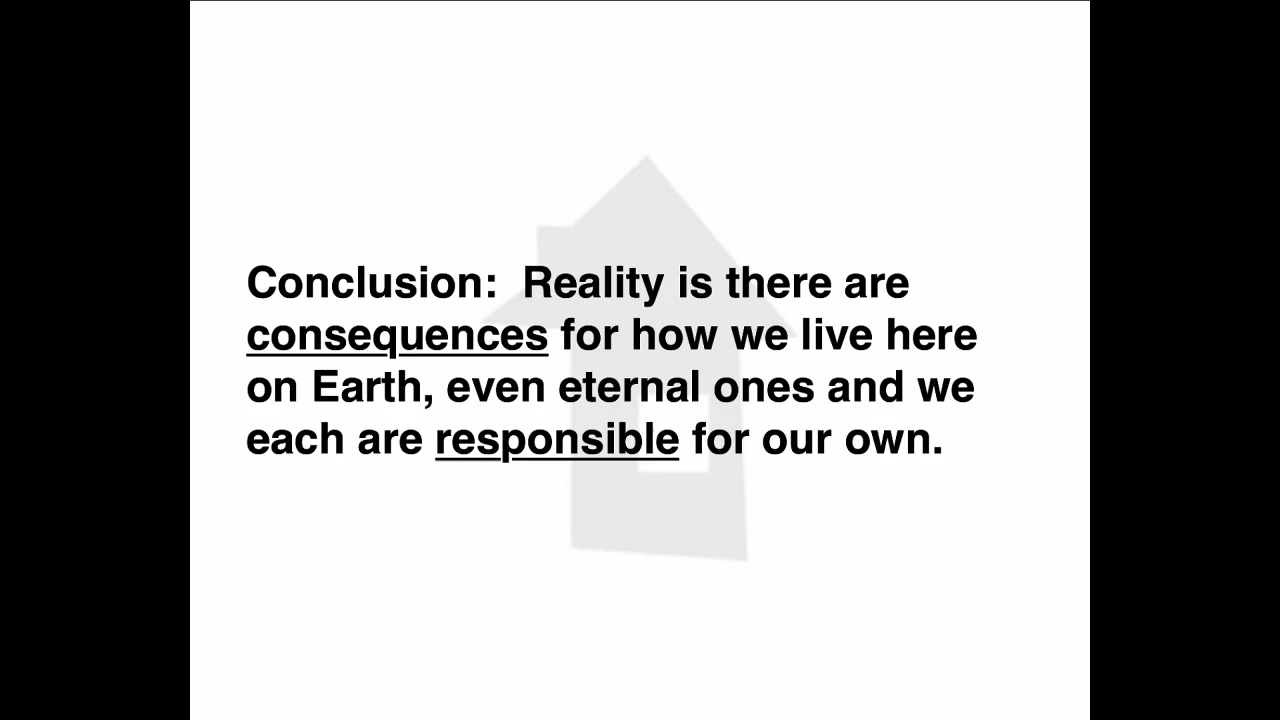 Conclusion:  Reality is there are
consequences for how we live here
on Earth, even eternal ones and we
each are responsible for our own.